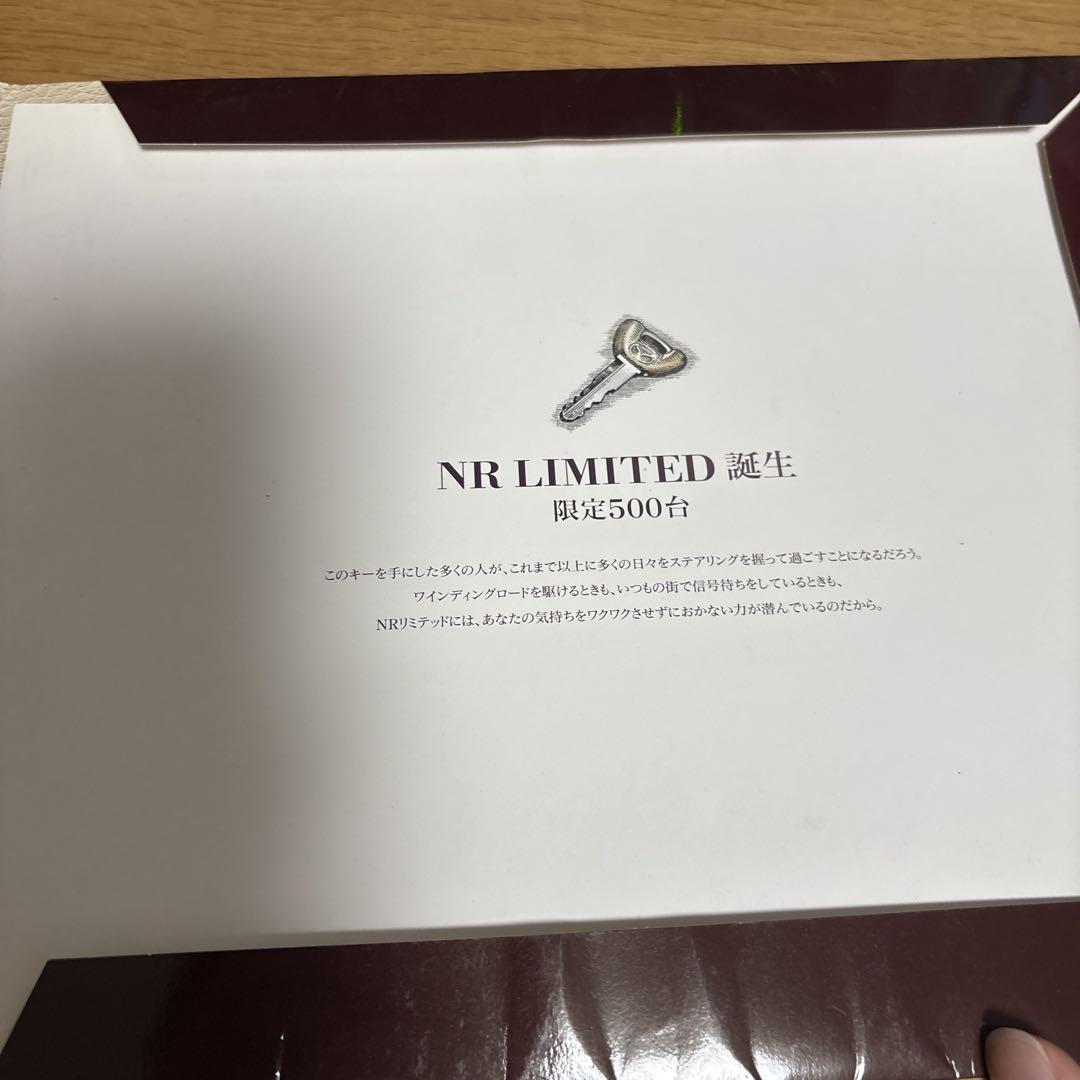 NR LIMITED 誕生
限定500台
このキーを手にした多くの人が、これまで以上に多くの日々をステアリングを握って過ごすことになるだろう。
ワインディングロードを駆けるときも、いつもの街で信号待ちをしているときも、
NRリミテッドには、あなたの気持ちをワクワクさせずにおかない力が潜んでいるのだから。